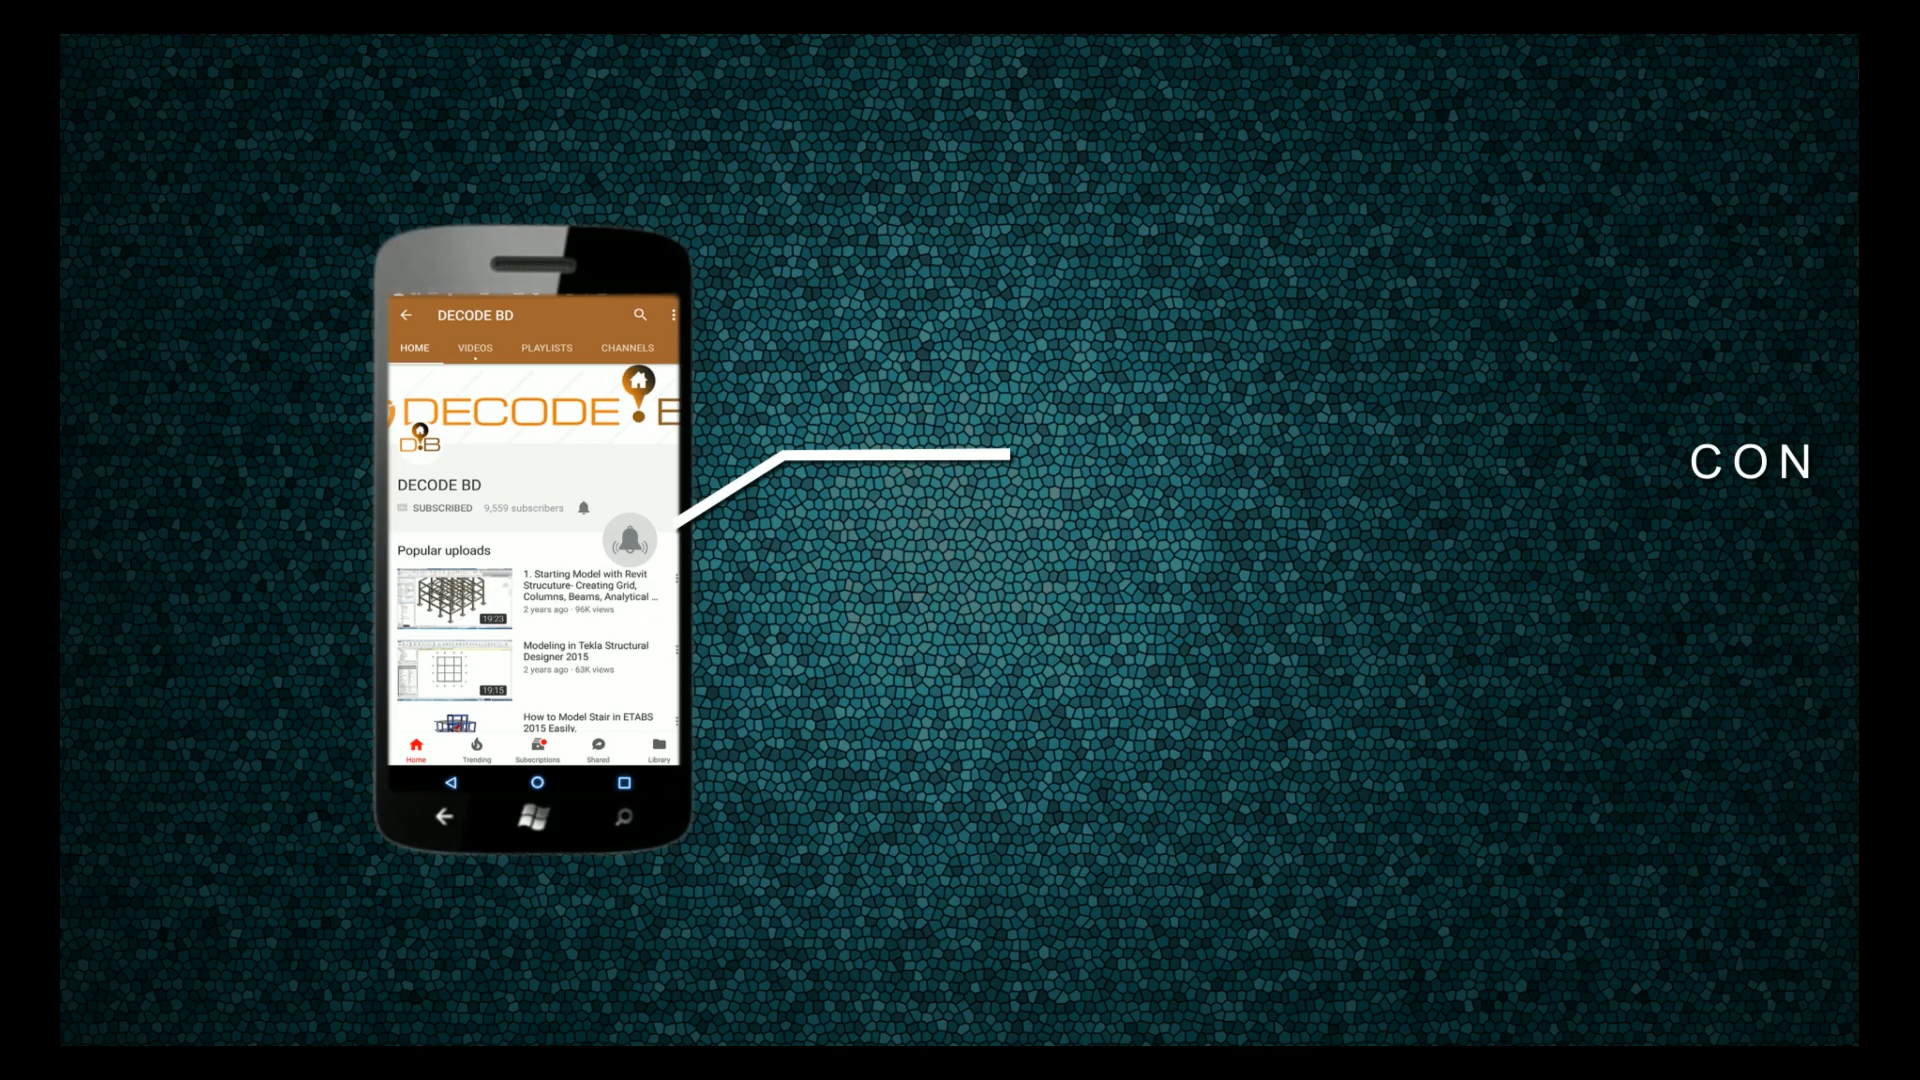 DECODE BD
HOME VIDEOS PLAYLISTS CHANNELS
DECODE B
D B
DECODE BD
SUBSCRIBED 9,559 subscribers
Popular uploads
1. Starting Model with Revit
Strucuture- Creating Grid,
Columns, Beams, Analytical ...
2 years ago · 96K views
19:23
Modeling in Tekla Structural
Designer 2015
2 years ago · 63K views
19:15
How to Model Stair in ETABS
2015 Easily.
Home Trending Subscriptions Shared Library
CON